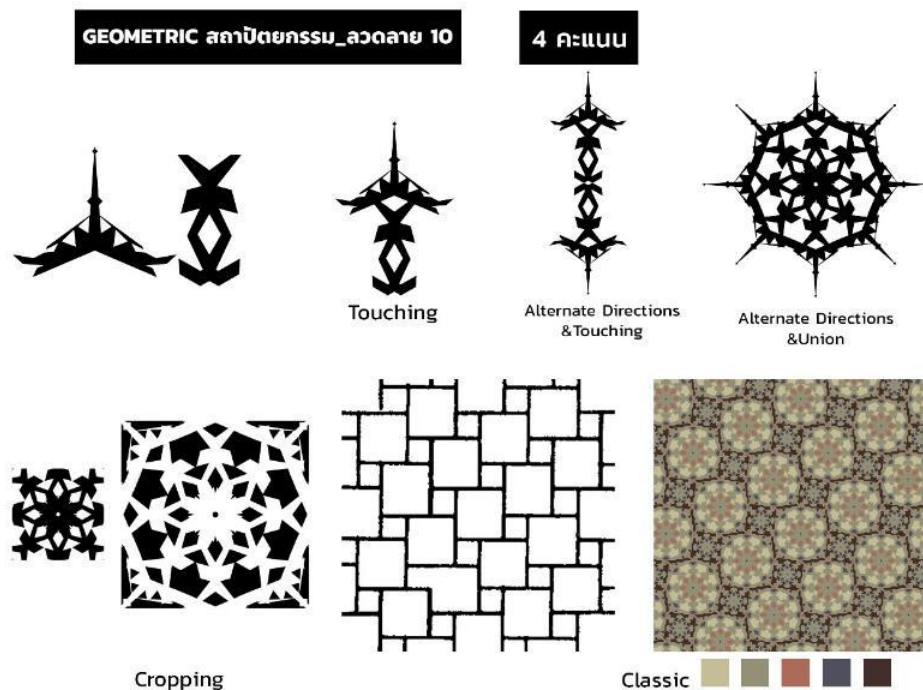 GEOMETRIC สถาปัตยกรรม_ลวดลาย 10
4 คะแนน
Touching
Alternate Directions
&Touching
Alternate Directions
&Union
Cropping
Classic